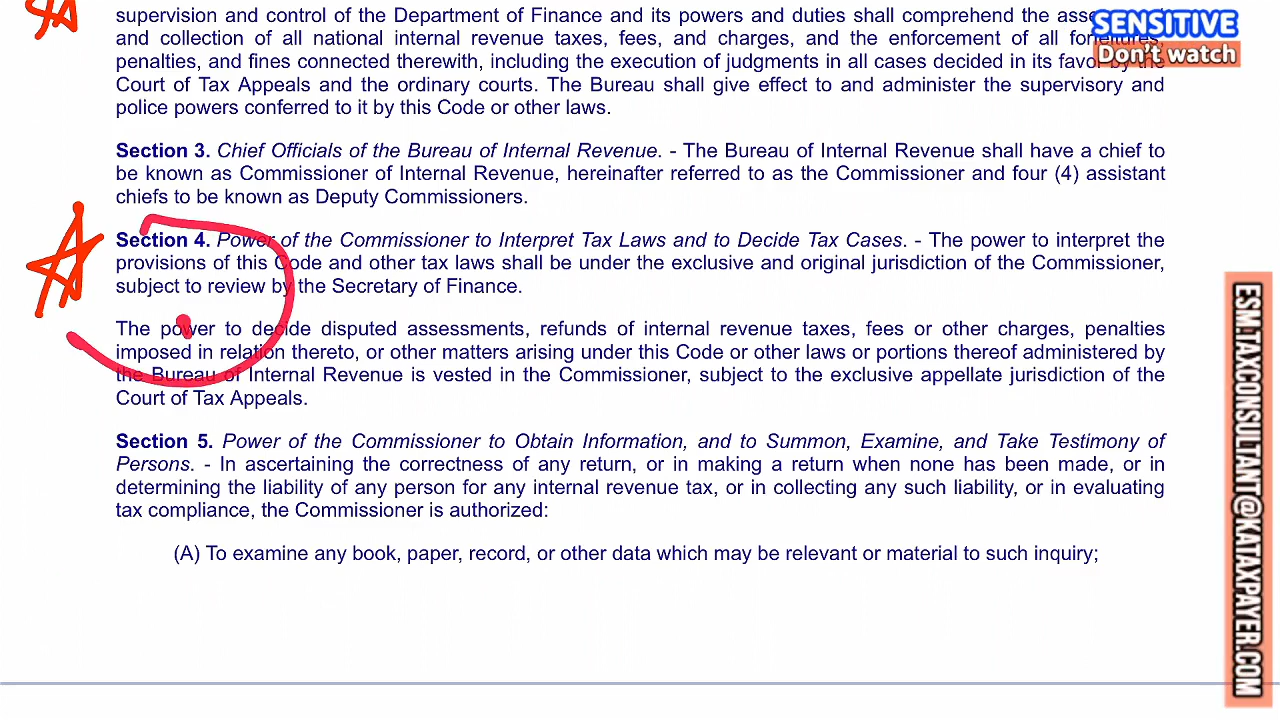 supervision and control of the Department of Finance and its powers and duties shall comprehend the
SENSITIVE
and collection of all national internal revenue taxes, fees, and charges, and the enforcement of all
Don't watch
penalties, and fines connected therewith, including the execution of judgments in all cases decided in its favor by the
Court of Tax Appeals and the ordinary courts. The Bureau shall give effect to and administer the supervisory and
police powers conferred to it by this Code or other laws.
Section 3. Chief Officials of the Bureau of Internal Revenue. - The Bureau of Internal Revenue shall have a chief to
be known as Commissioner of Internal Revenue, hereinafter referred to as the Commissioner and four (4) assistant
chiefs to be known as Deputy Commissioners.
Section 4. Power of the Commissioner to Interpret Tax Laws and to Decide Tax Cases. - The power to interpret the
provisions of this Code and other tax laws shall be under the exclusive and original jurisdiction of the Commissioner,
subject to review by the Secretary of Finance.
The power to decide disputed assessments, refunds of internal revenue taxes, fees or other charges, penalties
imposed in relation thereto, or other matters arising under this Code or other laws or portions thereof administered by
the Bureau of Internal Revenue is vested in the Commissioner, subject to the exclusive appellate jurisdiction of the
Court of Tax Appeals.
Section 5. Power of the Commissioner to Obtain Information, and to Summon, Examine, and Take Testimony of
Persons. - In ascertaining the correctness of any return, or in making a return when none has been made, or in
determining the liability of any person for any internal revenue tax, or in collecting any such liability, or in evaluating
tax compliance, the Commissioner is authorized:
(A) To examine any book, paper, record, or other data which may be relevant or material to such inquiry;
ESM.TAXCONSULTANT@KATAXPAYER.COM